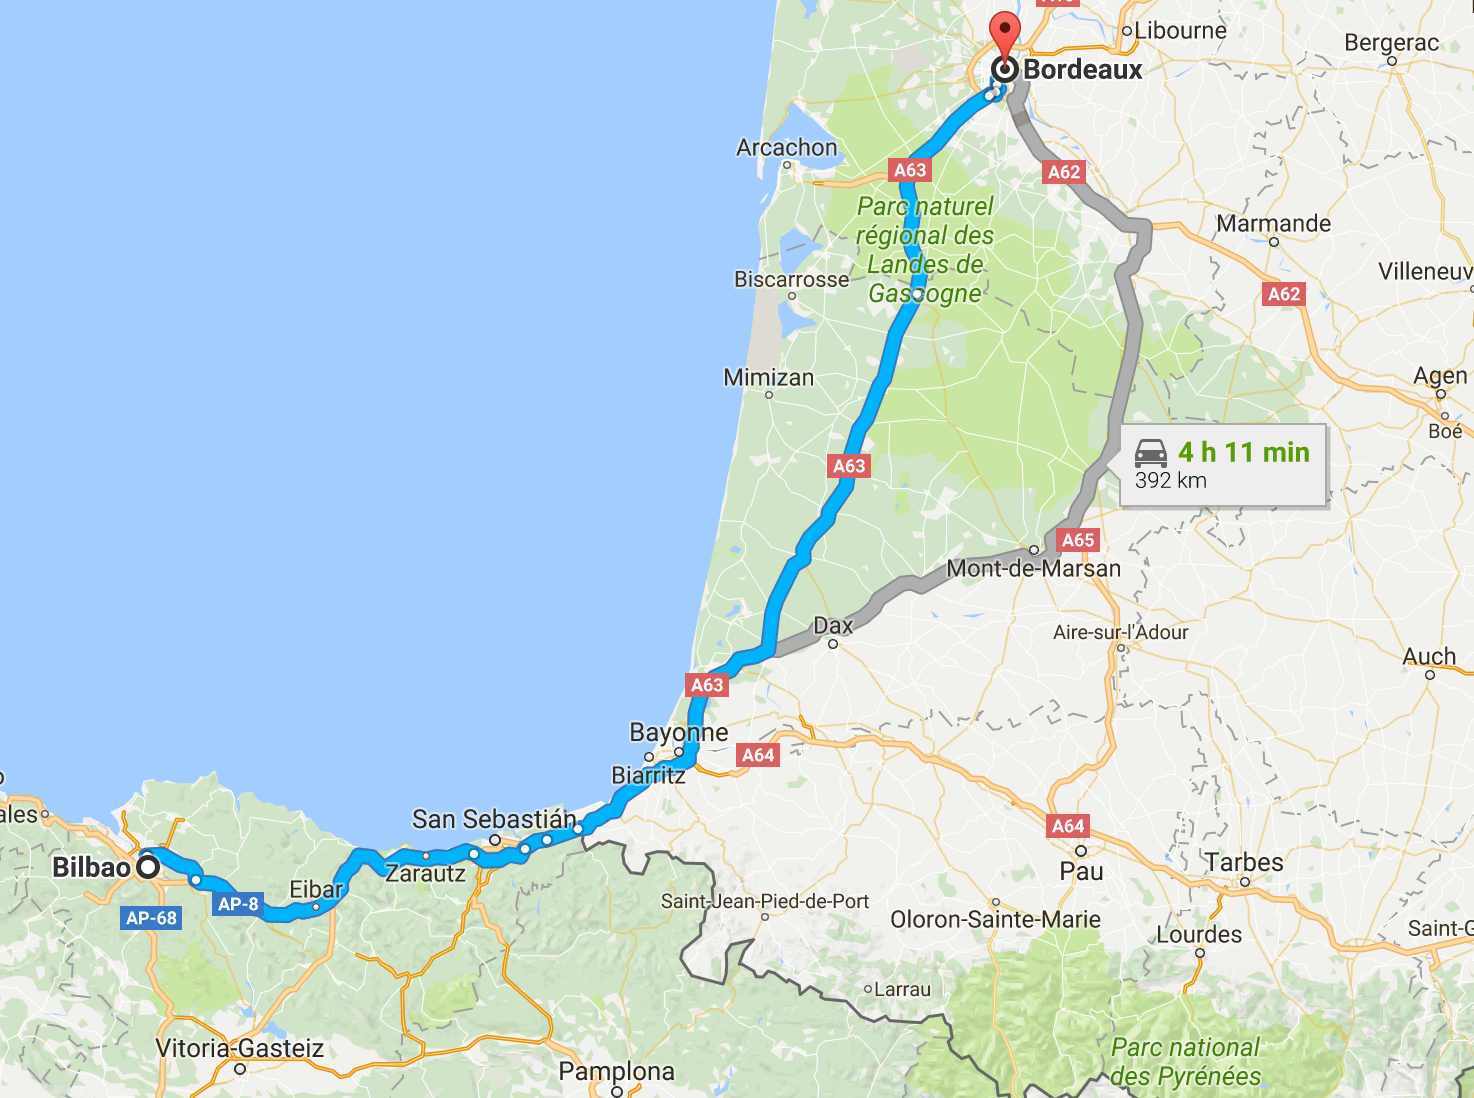 Libourne
Bergerac
Bordeaux
Arcachon
A63
A62
Parc naturel
régional des
Landes de
Gascogne
Marmande
Biscarrosse
Villeneuv
A62
Mimizan
Agen
Boé
4 h 11 min
392 km
A63
A65
Mont-de-Marsan
Dax
Aire-sur-l'Adour
Auch
A63
Bayonne
A64
Biarritz
ales
San Sebastián
A64
Bilbao
Zarautz
Pau
Tarbes
Eibar
AP-8
AP-68
Saint-Jean-Pied-de-Port
Oloron-Sainte-Marie
Lourdes
Saint-G
Larrau
Vitoria-Gasteiz
Pamplona
Parc national
des Pyrénées